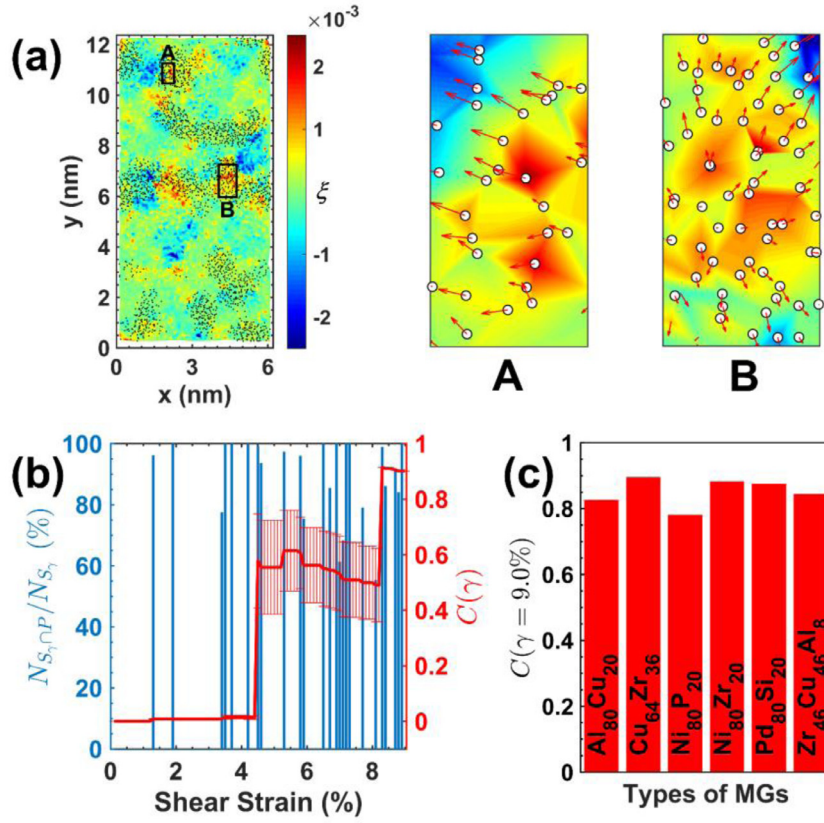 (a)
×10⁻³
12
10
8
6
4
2
0
y (nm)
0
3
6
x (nm)
A
B
2
1
ξ
-1
-2
A
B
(b)
100
80
60
40
20
0
N_{S_γ∩P}/N_{S_γ} (%)
1
0.8
0.6
0.4
0.2
0
C(γ)
0
2
4
6
8
Shear Strain (%)
(c)
1
0.8
0.6
0.4
0.2
0
C(γ = 9.0%)
Al₈₀Cu₂₀
Cu₆₄Zr₃₆
Ni₈₀P₂₀
Ni₈₀Zr₂₀
Pd₈₀Si₂₀
Zr₄₆Cu₄₆Al₈
Types of MGs